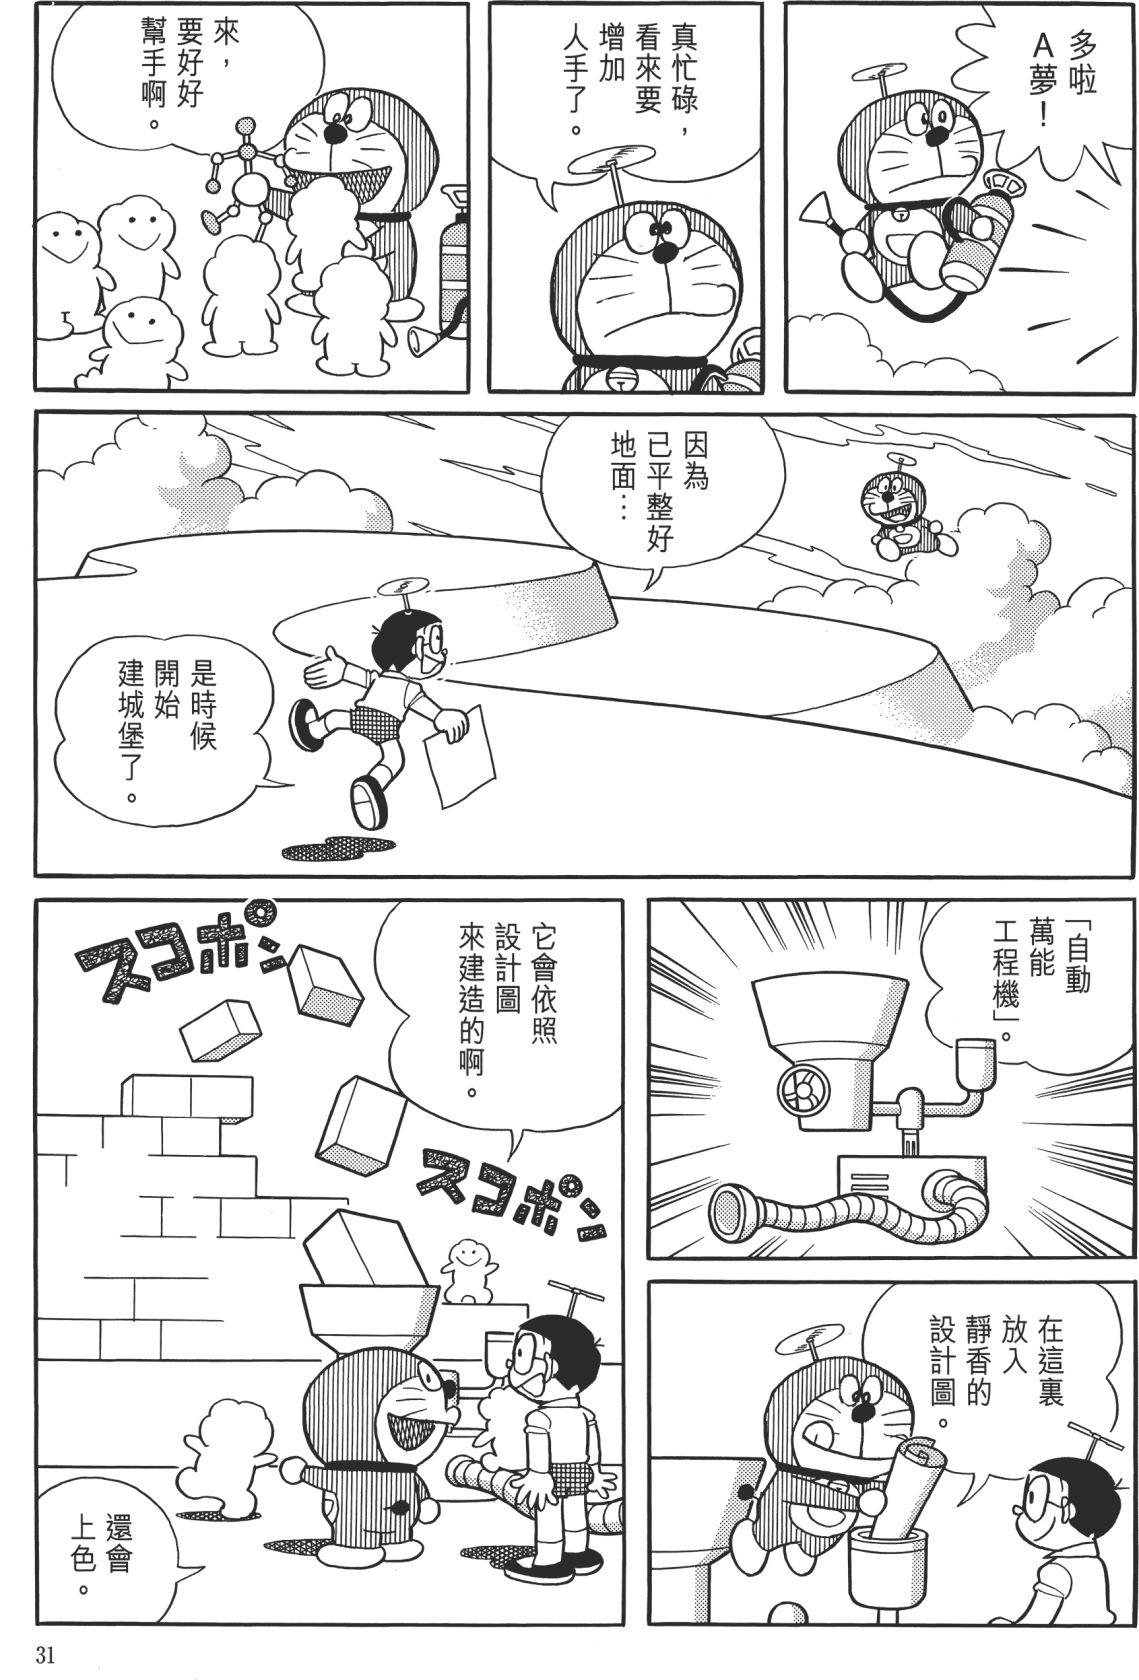 多啦
A夢！
真忙碌，
看來要
增加
人手了。
來，
要好好
幫手啊。
因為
已平整好
地面…
是時候
開始
建城堡了。
「自動
萬能
工程機」。
在這裏
放入
靜香的
設計圖。
它會依照
設計圖
來建造的啊。
スコポン
スコポン
還會
上色。
31